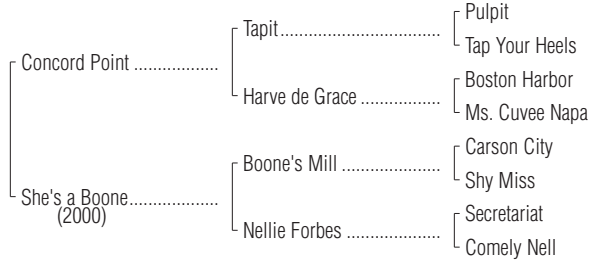 Pulpit
Tapit..................................
Tap Your Heels
Concord Point ..................
Boston Harbor
Harve de Grace .................
Ms. Cuvee Napa
Carson City
Boone's Mill .....................
Shy Miss
She's a Boone...................
(2000)
Secretariat
Nellie Forbes ....................
Comely Nell